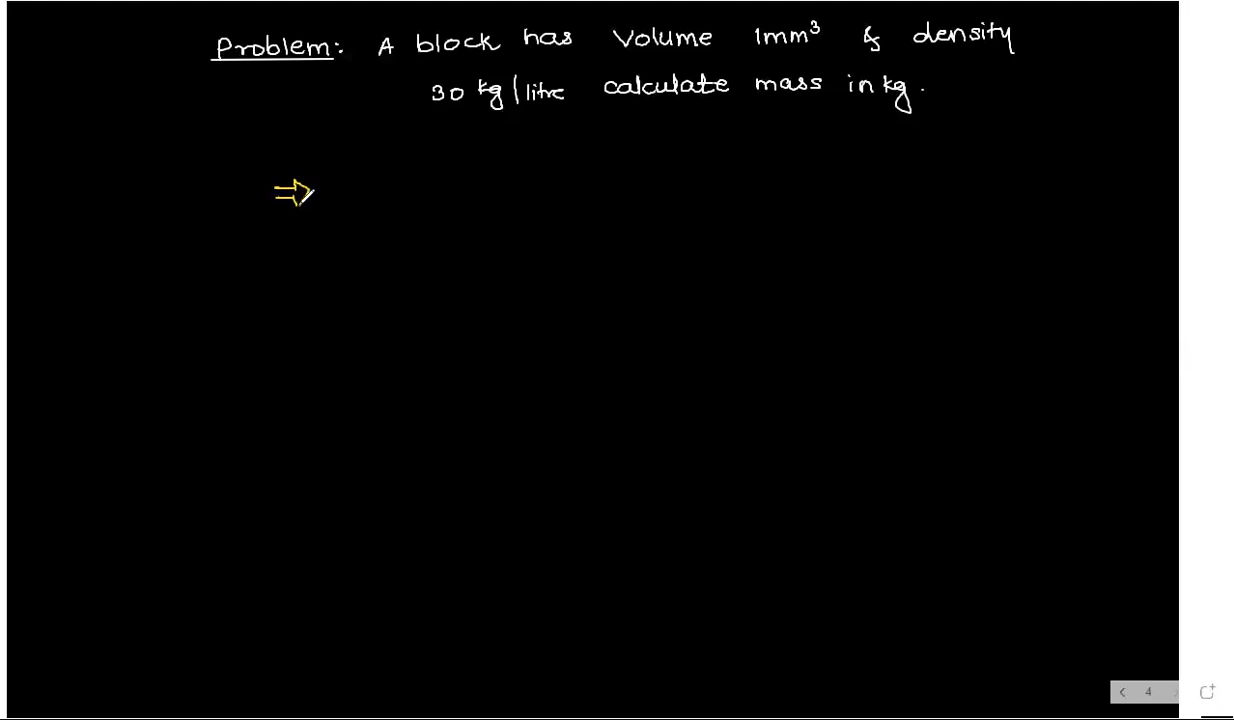 Problem: A block has Volume 1mm³ & density
30 kg/litre calculate mass in kg.
⇒
4